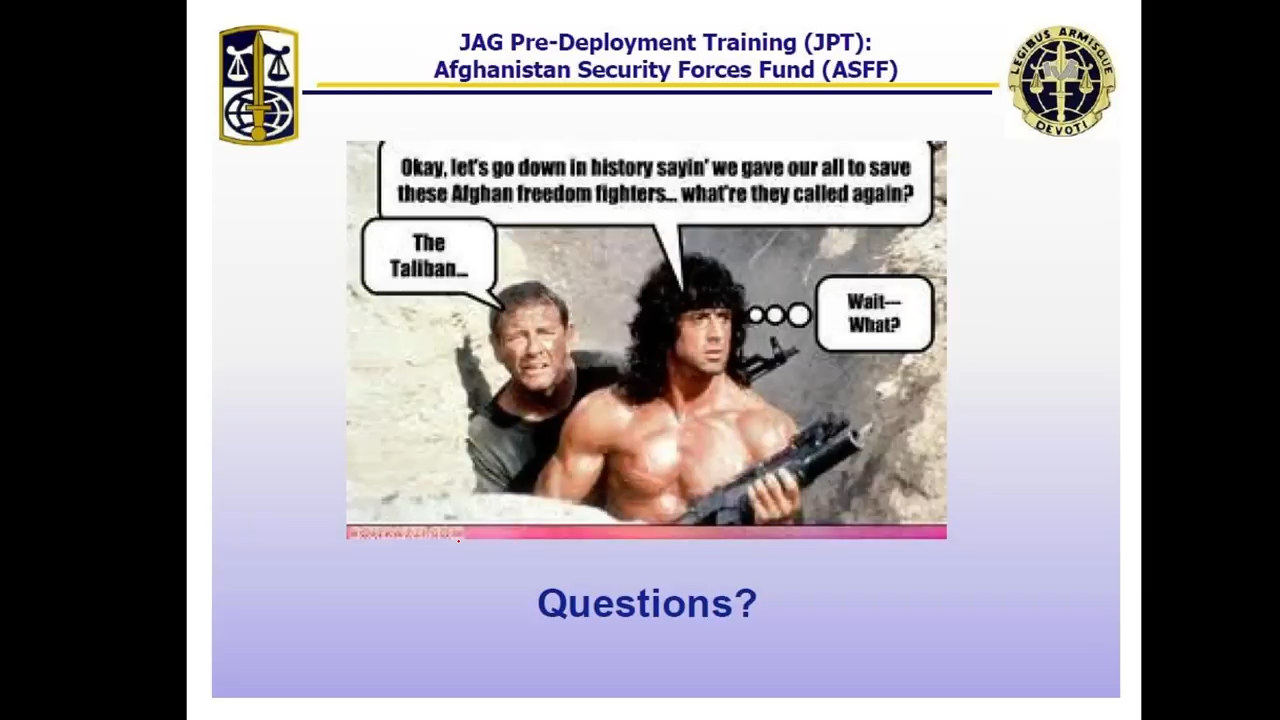 JAG Pre-Deployment Training (JPT):
Afghanistan Security Forces Fund (ASFF)
LEGIBUS ARMISQUE
DEVOTI
Okay, let's go down in history sayin' we gave our all to save
these Afghan freedom fighters... what're they called again?
The
Taliban...
Wait---
What?
Questions?